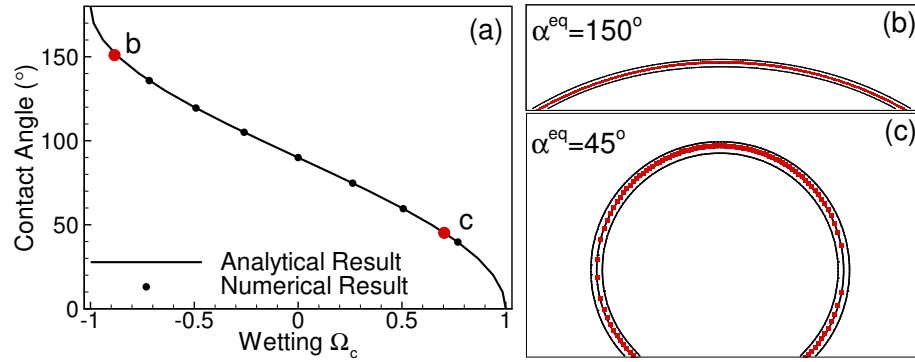 (a)
b
c
150
100
50
0
-1
-0.5
0
0.5
1
Contact Angle (°)
Wetting Ω_c
Analytical Result
Numerical Result
(b)
α^eq=150°
(c)
α^eq=45°